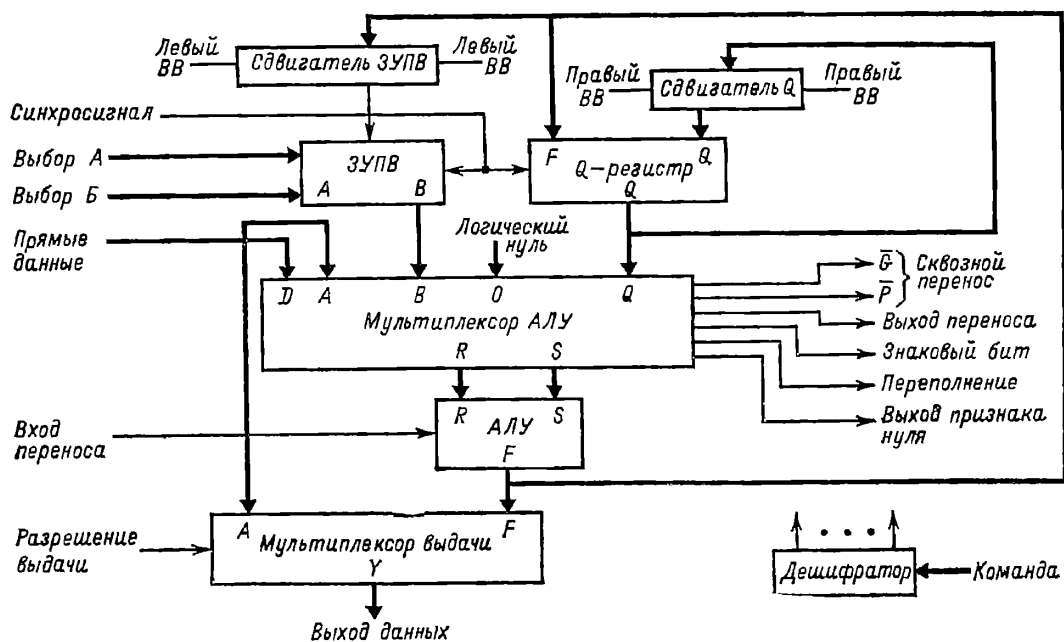 Левый
ВВ
Сдвигатель ЗУПВ
Левый
ВВ
Правый
ВВ
Сдвигатель Q
Правый
ВВ
Синхросигнал
Выбор А
Выбор Б
ЗУПВ
A B
F Q
Q-регистр
Q
Прямые
данные
Логический
нуль
D A B 0 Q
Мультиплексор АЛУ
R S
G } Сквозной
P перенос
Выход переноса
Знаковый бит
Переполнение
Выход признака
нуля
Вход
переноса
R АЛУ S
F
Разрешение
выдачи
A F
Мультиплексор выдачи
Y
Выход данных
. . .
Дешифратор
Команда